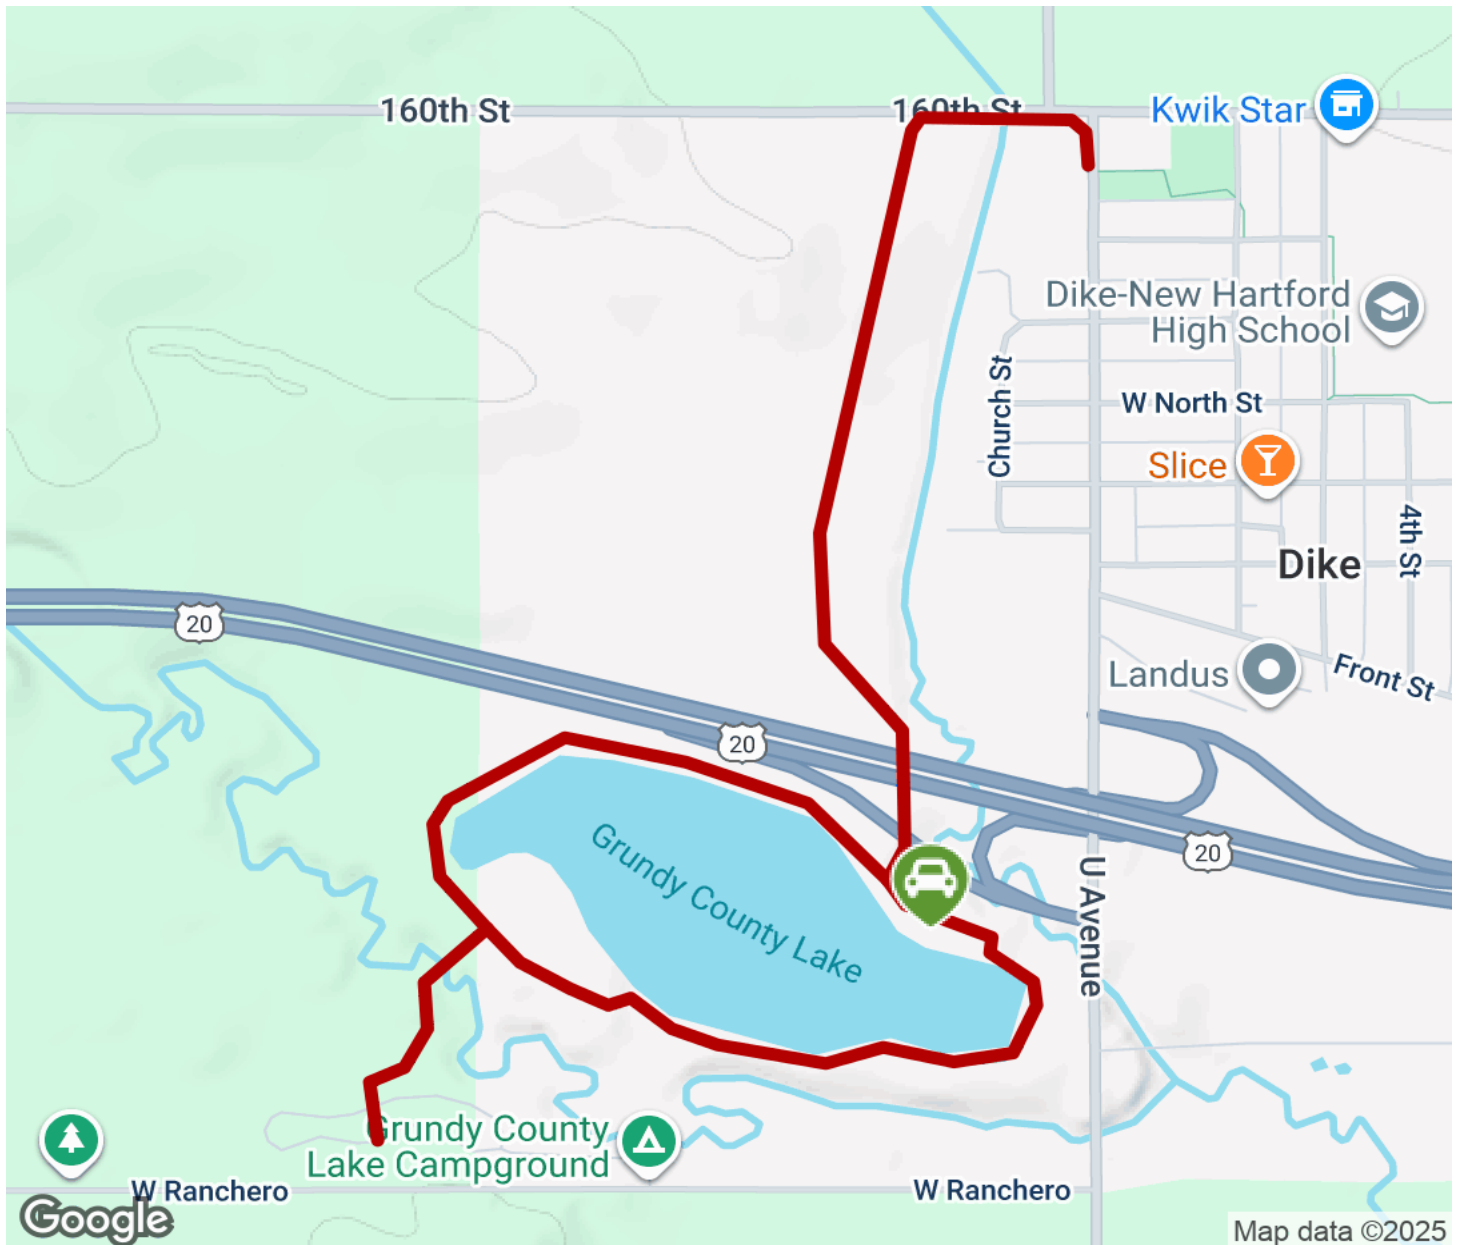 160th St
160th St
Kwik Star
Dike-New Hartford
High School
Church St
W North St
Slice
4th St
Dike
20
Landus
Front St
20
Grundy County Lake
20
U Avenue
Grundy County
Lake Campground
W Ranchero
W Ranchero
Google
Map data ©2025